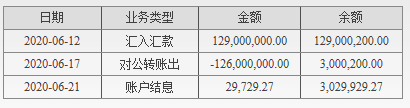 日期 业务类型 金额 余额
2020-06-12 汇入汇款 129,000,000.00 129,000,200.00
2020-06-17 对公转账出 -126,000,000.00 3,000,200.00
2020-06-21 账户结息 29,729.27 3,029,929.27